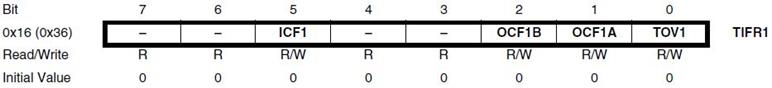 Bit 7 6 5 4 3 2 1 0
0x16 (0x36) – – ICF1 – – OCF1B OCF1A TOV1 TIFR1
Read/Write R R R/W R R R/W R/W R/W
Initial Value 0 0 0 0 0 0 0 0